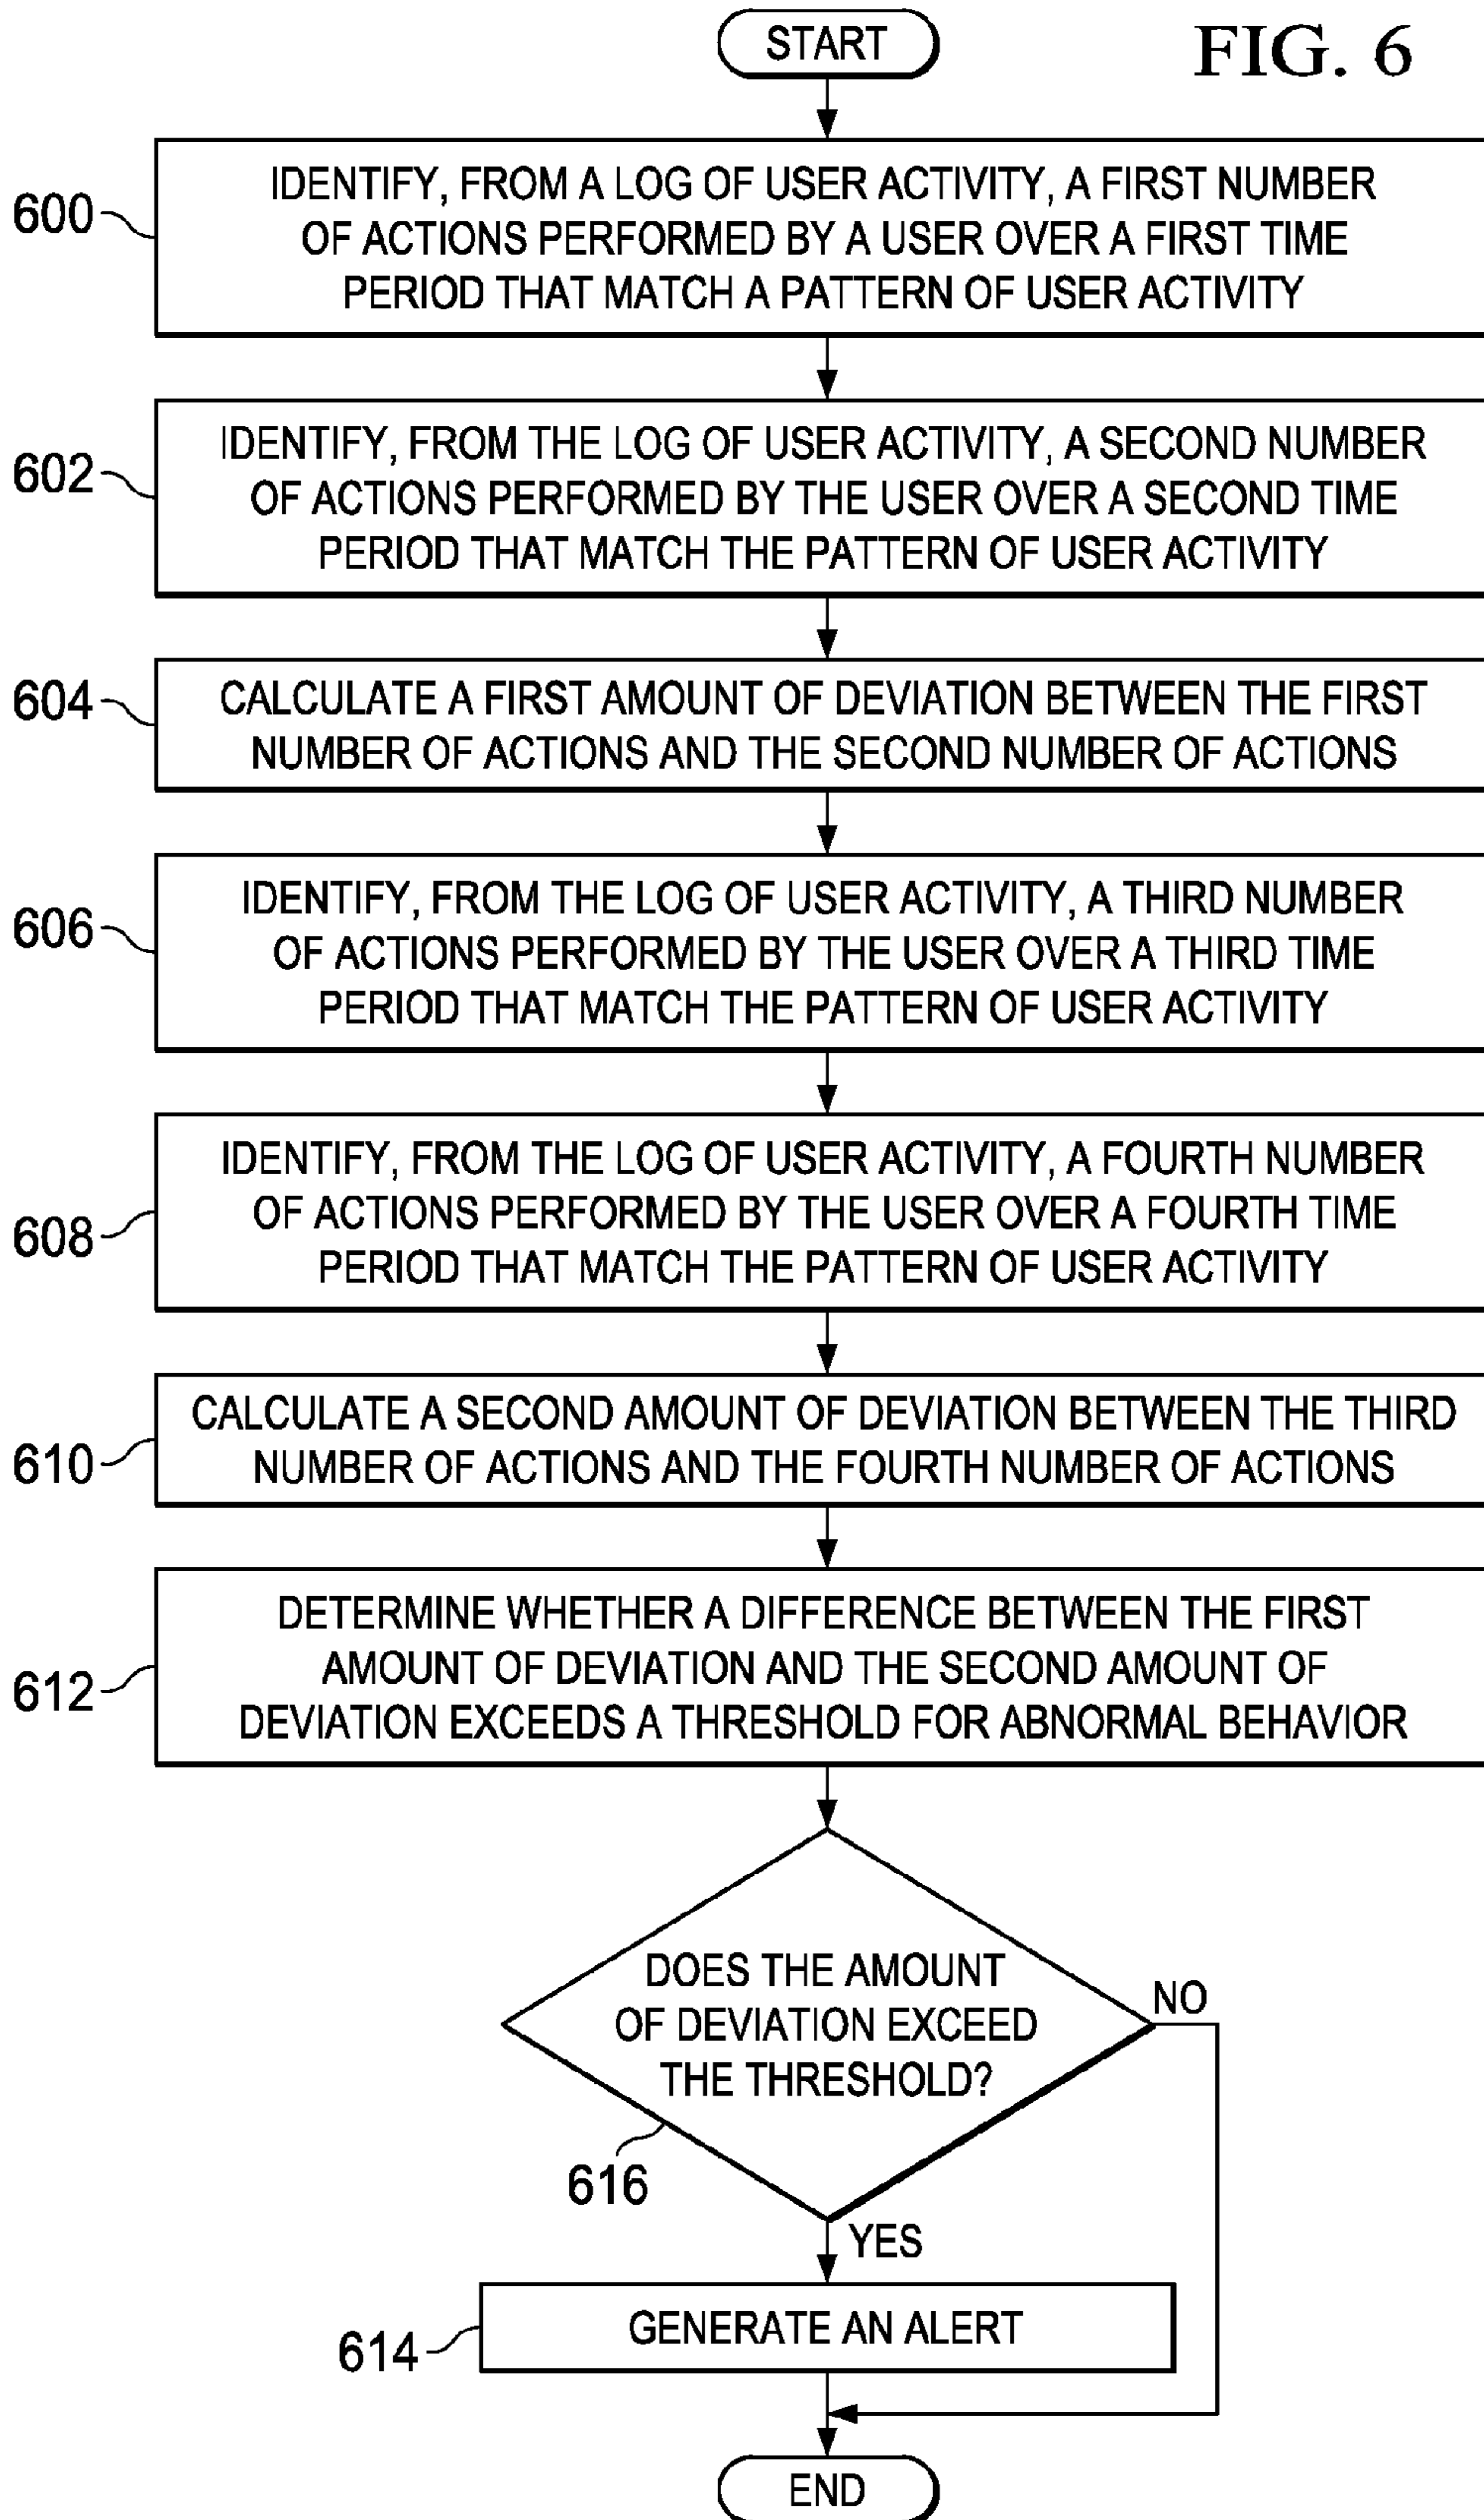 START
FIG. 6
600
IDENTIFY, FROM A LOG OF USER ACTIVITY, A FIRST NUMBER
OF ACTIONS PERFORMED BY A USER OVER A FIRST TIME
PERIOD THAT MATCH A PATTERN OF USER ACTIVITY
602
IDENTIFY, FROM THE LOG OF USER ACTIVITY, A SECOND NUMBER
OF ACTIONS PERFORMED BY THE USER OVER A SECOND TIME
PERIOD THAT MATCH THE PATTERN OF USER ACTIVITY
604
CALCULATE A FIRST AMOUNT OF DEVIATION BETWEEN THE FIRST
NUMBER OF ACTIONS AND THE SECOND NUMBER OF ACTIONS
606
IDENTIFY, FROM THE LOG OF USER ACTIVITY, A THIRD NUMBER
OF ACTIONS PERFORMED BY THE USER OVER A THIRD TIME
PERIOD THAT MATCH THE PATTERN OF USER ACTIVITY
608
IDENTIFY, FROM THE LOG OF USER ACTIVITY, A FOURTH NUMBER
OF ACTIONS PERFORMED BY THE USER OVER A FOURTH TIME
PERIOD THAT MATCH THE PATTERN OF USER ACTIVITY
610
CALCULATE A SECOND AMOUNT OF DEVIATION BETWEEN THE THIRD
NUMBER OF ACTIONS AND THE FOURTH NUMBER OF ACTIONS
612
DETERMINE WHETHER A DIFFERENCE BETWEEN THE FIRST
AMOUNT OF DEVIATION AND THE SECOND AMOUNT OF
DEVIATION EXCEEDS A THRESHOLD FOR ABNORMAL BEHAVIOR
DOES THE AMOUNT
OF DEVIATION EXCEED
THE THRESHOLD?
NO
616
YES
GENERATE AN ALERT
614
END